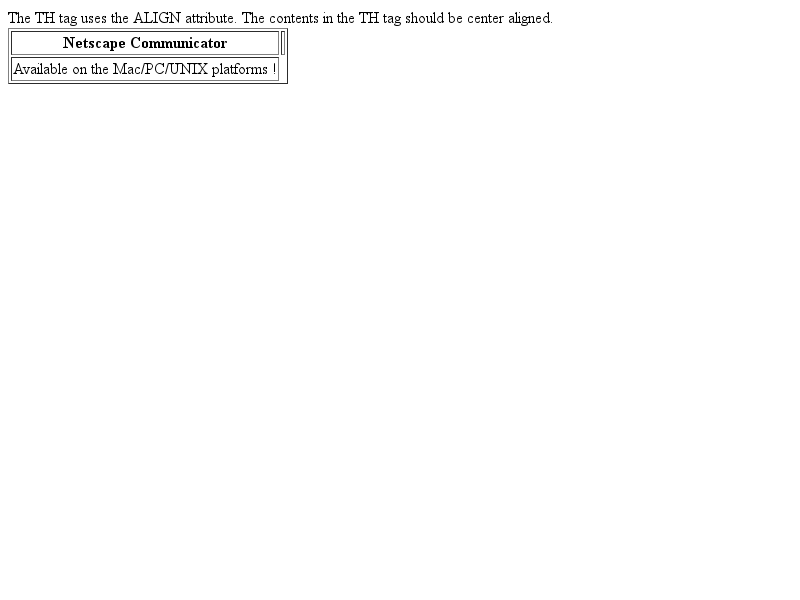 The TH tag uses the ALIGN attribute. The contents in the TH tag should be center aligned.
Netscape Communicator
Available on the Mac/PC/UNIX platforms !